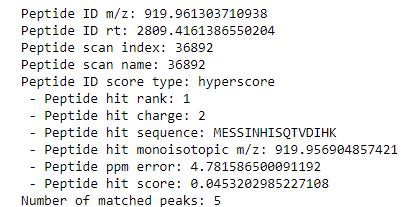 Peptide ID m/z: 919.961303710938
Peptide ID rt: 2809.4161386550204
Peptide scan index: 36892
Peptide scan name: 36892
Peptide ID score type: hyperscore
- Peptide hit rank: 1
- Peptide hit charge: 2
- Peptide hit sequence: MESSINHISQTVDIHK
- Peptide hit monoisotopic m/z: 919.956904857421
- Peptide ppm error: 4.781586500091192
- Peptide hit score: 0.0453202985227108
Number of matched peaks: 5